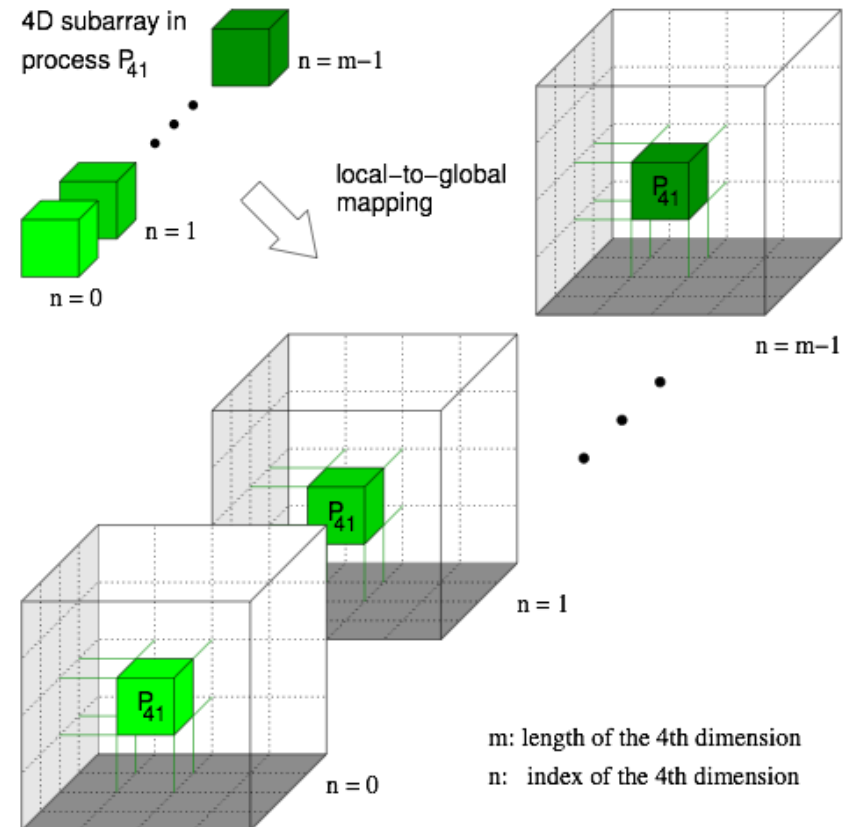 4D subarray in
process P41
n = m−1
n = 1
n = 0
local−to−global
mapping
P41
n = m−1
P41
n = 1
P41
n = 0
m: length of the 4th dimension
n: index of the 4th dimension